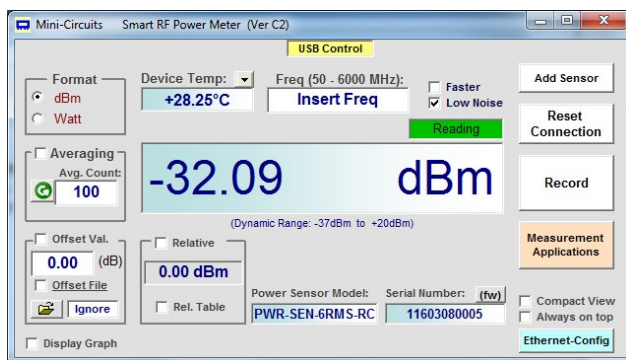 Mini-Circuits Smart RF Power Meter (Ver C2)
USB Control
Format
dBm
Watt
Device Temp:
+28.25°C
Freq (50 - 6000 MHz):
Insert Freq
Faster
Low Noise
Reading
Add Sensor
Reset
Connection
Averaging
Avg. Count:
100
-32.09 dBm
Record
(Dynamic Range: -37dBm to +20dBm)
Offset Val.
0.00 (dB)
Offset File
Ignore
Relative
0.00 dBm
Rel. Table
Measurement
Applications
Power Sensor Model:
PWR-SEN-6RMS-RC
Serial Number: (fw)
11603080005
Compact View
Always on top
Display Graph
Ethernet-Config